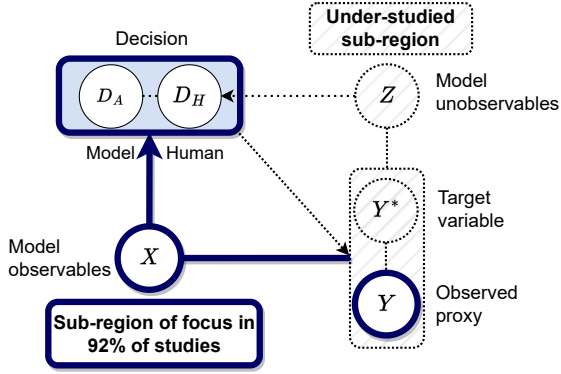 Under-studied
sub-region
Decision
D_A
D_H
Z
Model
unobservables
Model
Human
Y*
Target
variable
Model
observables
X
Y
Observed
proxy
Sub-region of focus in
92% of studies